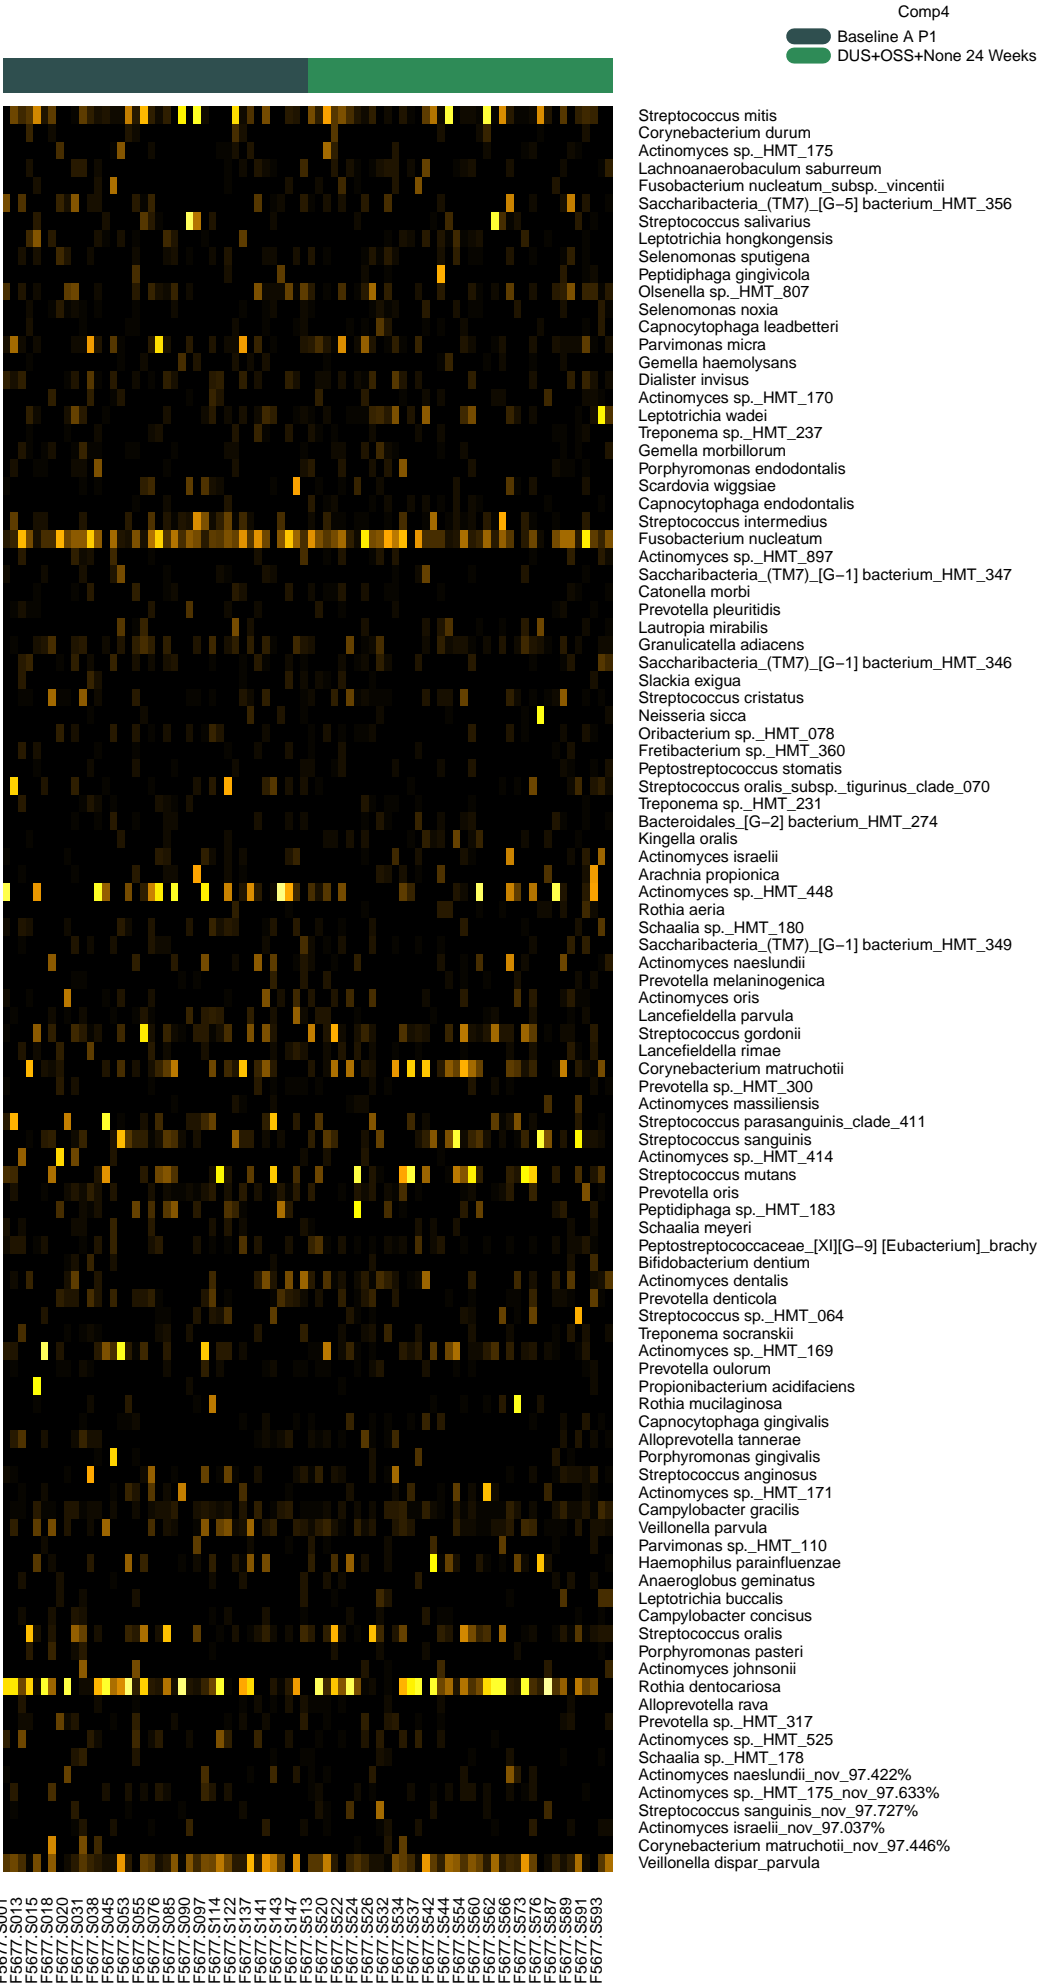 Comp4
Baseline A P1
DUS+OSS+None 24 Weeks
Streptococcus mitis
Corynebacterium durum
Actinomyces sp._HMT_175
Lachnoanaerobaculum saburreum
Fusobacterium nucleatum_subsp._vincentii
Saccharibacteria_(TM7)_[G−5] bacterium_HMT_356
Streptococcus salivarius
Leptotrichia hongkongensis
Selenomonas sputigena
Peptidiphaga gingivicola
Olsenella sp._HMT_807
Selenomonas noxia
Capnocytophaga leadbetteri
Parvimonas micra
Gemella haemolysans
Dialister invisus
Actinomyces sp._HMT_170
Leptotrichia wadei
Treponema sp._HMT_237
Gemella morbillorum
Porphyromonas endodontalis
Scardovia wiggsiae
Capnocytophaga endodontalis
Streptococcus intermedius
Fusobacterium nucleatum
Actinomyces sp._HMT_897
Saccharibacteria_(TM7)_[G−1] bacterium_HMT_347
Catonella morbi
Prevotella pleuritidis
Lautropia mirabilis
Granulicatella adiacens
Saccharibacteria_(TM7)_[G−1] bacterium_HMT_346
Slackia exigua
Streptococcus cristatus
Neisseria sicca
Oribacterium sp._HMT_078
Fretibacterium sp._HMT_360
Peptostreptococcus stomatis
Streptococcus oralis_subsp._tigurinus_clade_070
Treponema sp._HMT_231
Bacteroidales_[G−2] bacterium_HMT_274
Kingella oralis
Actinomyces israelii
Arachnia propionica
Actinomyces sp._HMT_448
Rothia aeria
Schaalia sp._HMT_180
Saccharibacteria_(TM7)_[G−1] bacterium_HMT_349
Actinomyces naeslundii
Prevotella melaninogenica
Actinomyces oris
Lancefieldella parvula
Streptococcus gordonii
Lancefieldella rimae
Corynebacterium matruchotii
Prevotella sp._HMT_300
Actinomyces massiliensis
Streptococcus parasanguinis_clade_411
Streptococcus sanguinis
Actinomyces sp._HMT_414
Streptococcus mutans
Prevotella oris
Peptidiphaga sp._HMT_183
Schaalia meyeri
Peptostreptococcaceae_[XI][G−9] [Eubacterium]_brachy
Bifidobacterium dentium
Actinomyces dentalis
Prevotella denticola
Streptococcus sp._HMT_064
Treponema socranskii
Actinomyces sp._HMT_169
Prevotella oulorum
Propionibacterium acidifaciens
Rothia mucilaginosa
Capnocytophaga gingivalis
Alloprevotella tannerae
Porphyromonas gingivalis
Streptococcus anginosus
Actinomyces sp._HMT_171
Campylobacter gracilis
Veillonella parvula
Parvimonas sp._HMT_110
Haemophilus parainfluenzae
Anaeroglobus geminatus
Leptotrichia buccalis
Campylobacter concisus
Streptococcus oralis
Porphyromonas pasteri
Actinomyces johnsonii
Rothia dentocariosa
Alloprevotella rava
Prevotella sp._HMT_317
Actinomyces sp._HMT_525
Schaalia sp._HMT_178
Actinomyces naeslundii_nov_97.422%
Actinomyces sp._HMT_175_nov_97.633%
Streptococcus sanguinis_nov_97.727%
Actinomyces israelii_nov_97.037%
Corynebacterium matruchotii_nov_97.446%
Veillonella dispar_parvula
F5677.S001
F5677.S013
F5677.S015
F5677.S018
F5677.S020
F5677.S031
F5677.S038
F5677.S045
F5677.S053
F5677.S055
F5677.S076
F5677.S085
F5677.S090
F5677.S097
F5677.S114
F5677.S122
F5677.S137
F5677.S141
F5677.S143
F5677.S147
F5677.S513
F5677.S520
F5677.S522
F5677.S524
F5677.S526
F5677.S532
F5677.S534
F5677.S537
F5677.S542
F5677.S544
F5677.S554
F5677.S560
F5677.S562
F5677.S566
F5677.S573
F5677.S576
F5677.S587
F5677.S589
F5677.S591
F5677.S593